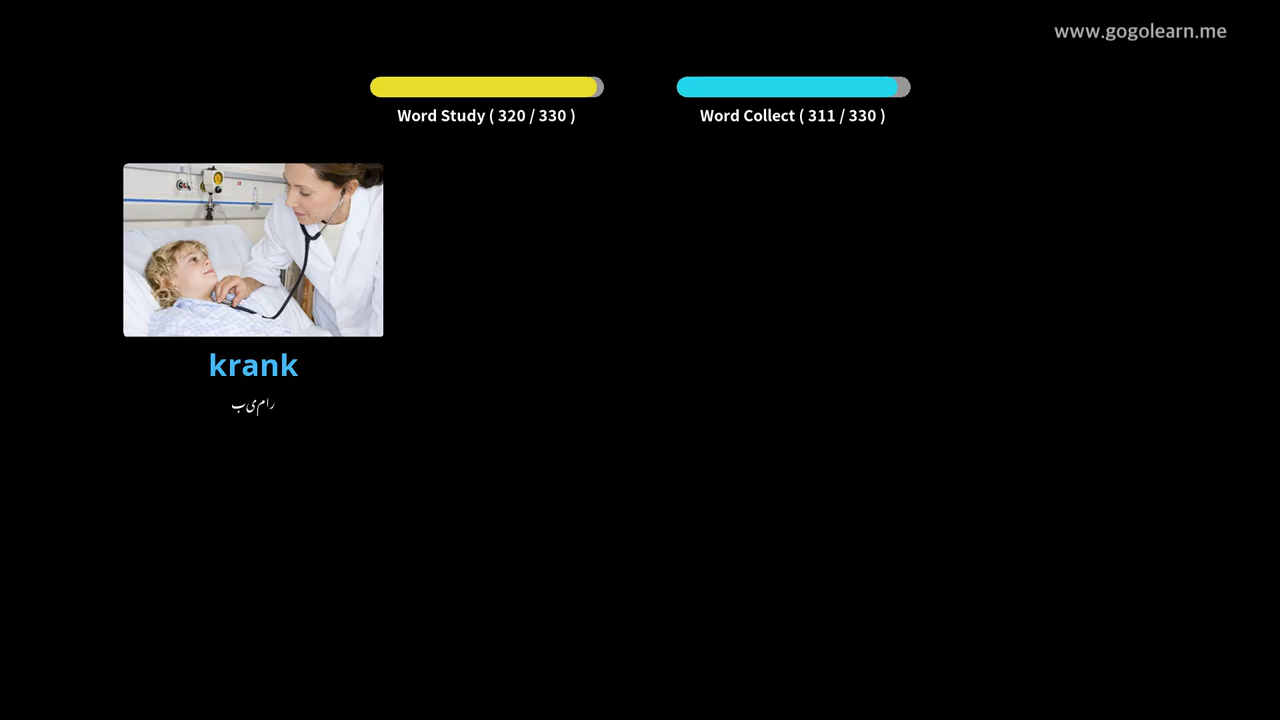 www.gogolearn.me
Word Study ( 320 / 330 )
Word Collect ( 311 / 330 )
krank
بیمار